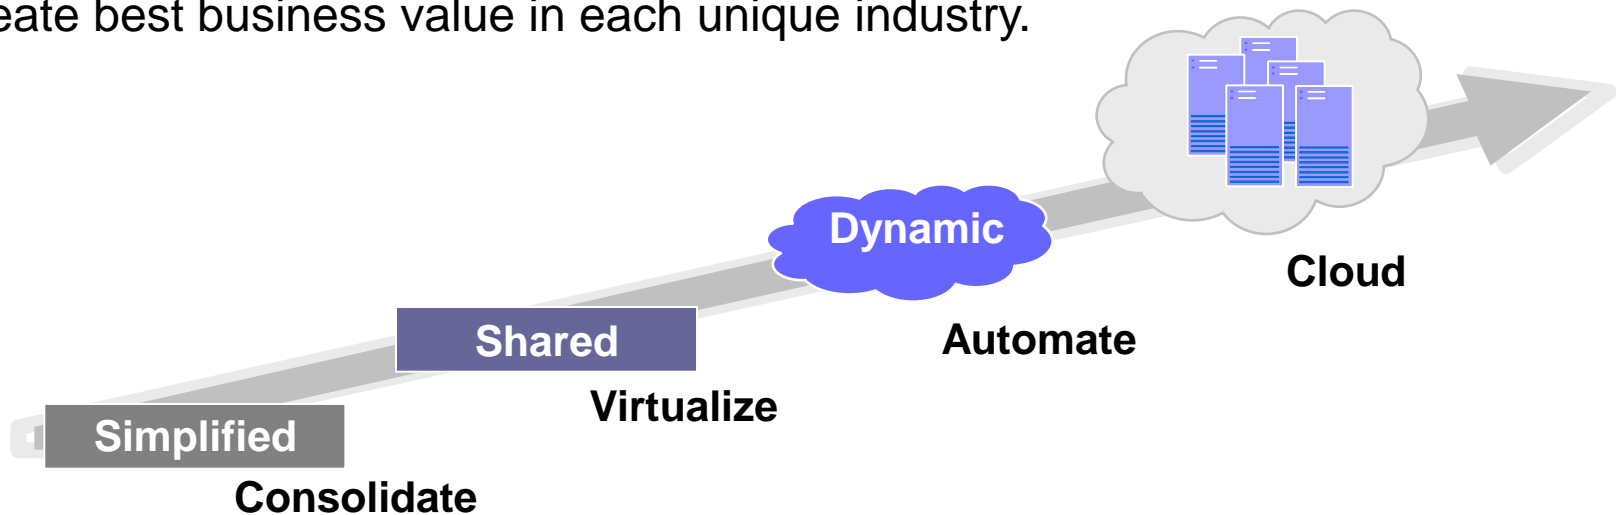 eate best business value in each unique industry.
Dynamic
Cloud
Shared
Automate
Virtualize
Simplified
Consolidate